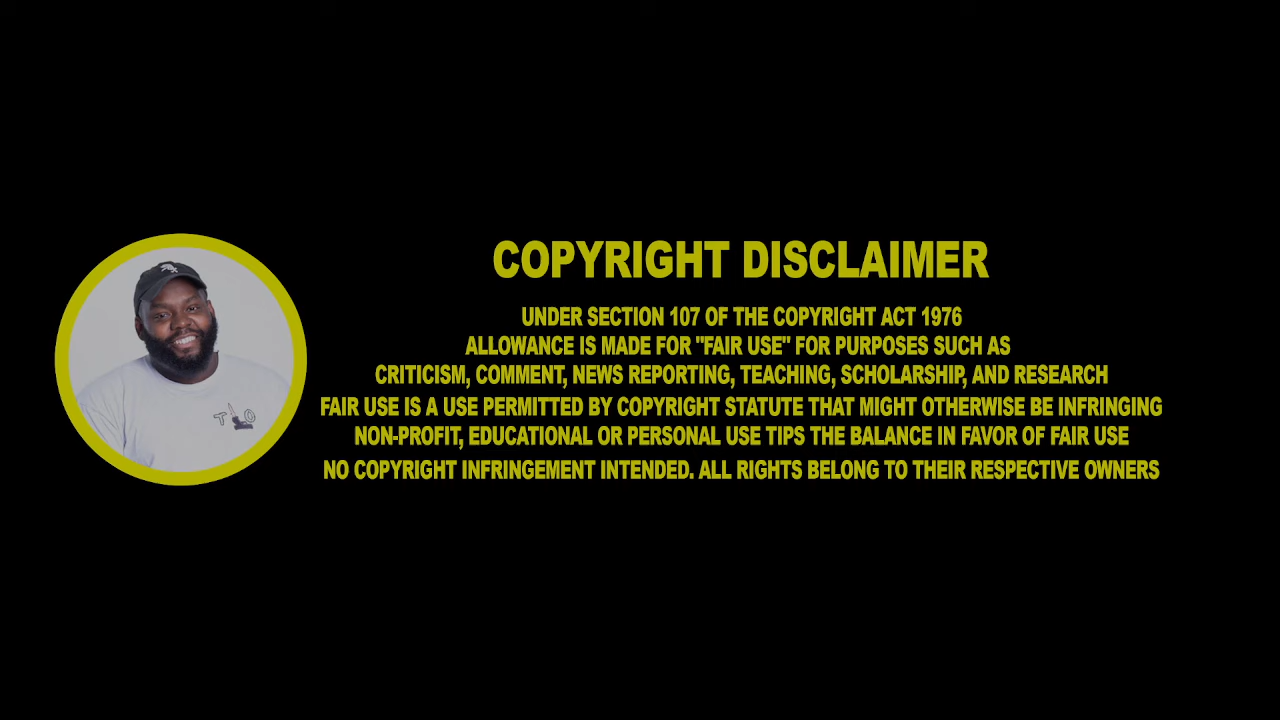 COPYRIGHT DISCLAIMER
UNDER SECTION 107 OF THE COPYRIGHT ACT 1976
ALLOWANCE IS MADE FOR "FAIR USE" FOR PURPOSES SUCH AS
CRITICISM, COMMENT, NEWS REPORTING, TEACHING, SCHOLARSHIP, AND RESEARCH
FAIR USE IS A USE PERMITTED BY COPYRIGHT STATUTE THAT MIGHT OTHERWISE BE INFRINGING
NON-PROFIT, EDUCATIONAL OR PERSONAL USE TIPS THE BALANCE IN FAVOR OF FAIR USE
NO COPYRIGHT INFRINGEMENT INTENDED. ALL RIGHTS BELONG TO THEIR RESPECTIVE OWNERS